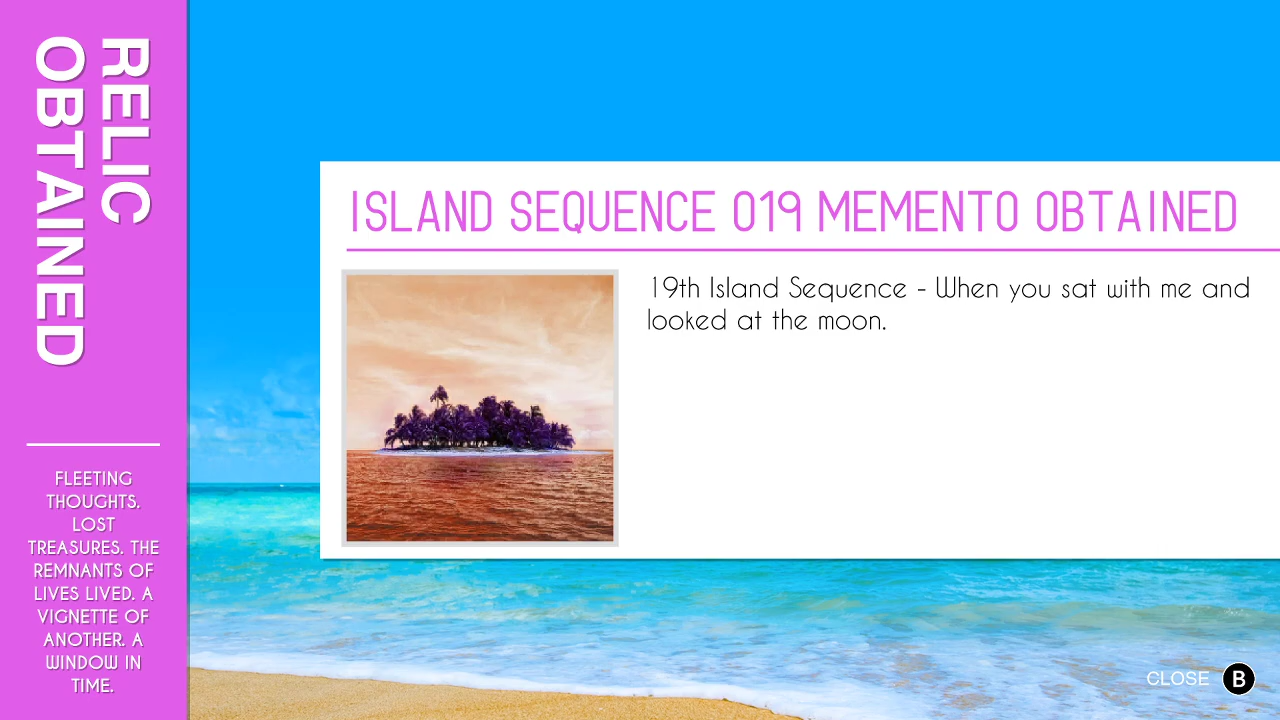 RELIC
OBTAINED
FLEETING
THOUGHTS.
LOST
TREASURES. THE
REMNANTS OF
LIVES LIVED. A
VIGNETTE OF
ANOTHER. A
WINDOW IN
TIME.
ISLAND SEQUENCE 019 MEMENTO OBTAINED
19th Island Sequence - When you sat with me and
looked at the moon.
CLOSE B